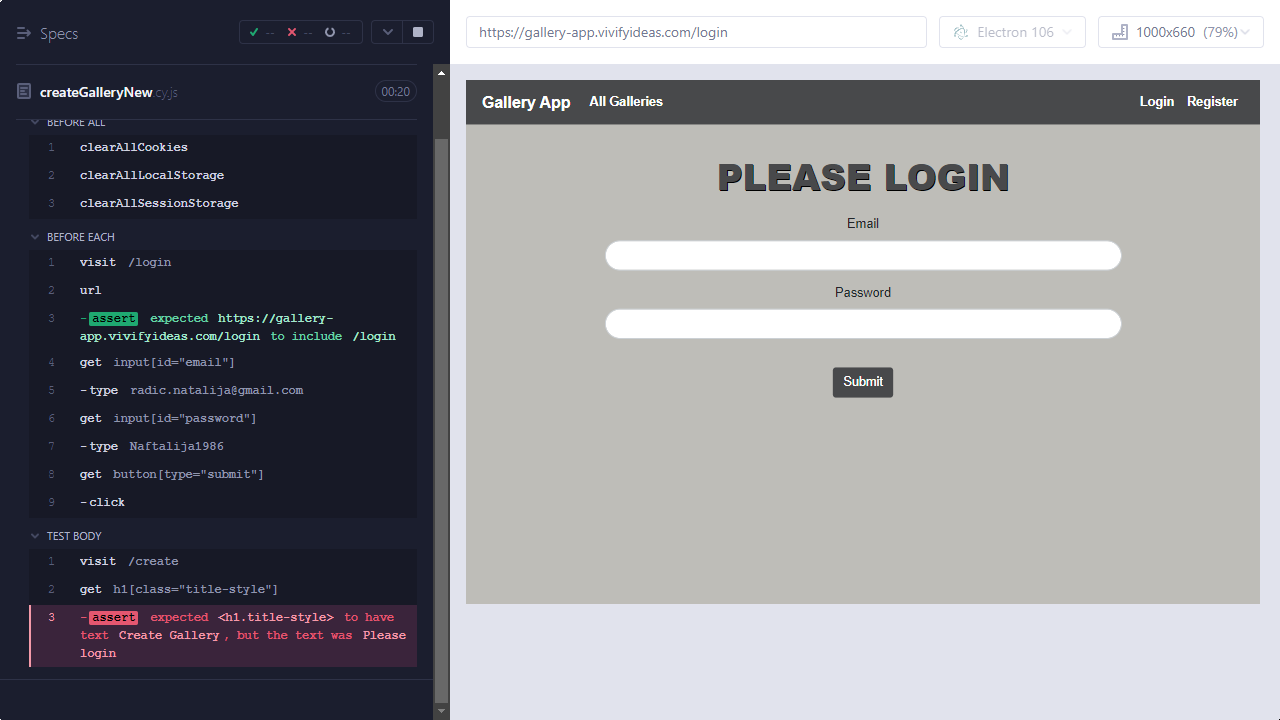 Specs
-- -- --
https://gallery-app.vivifyideas.com/login
Electron 106
1000x660 (79%)
createGalleryNew.cy.js
00:20
BEFORE ALL
1 clearAllCookies
2 clearAllLocalStorage
3 clearAllSessionStorage
BEFORE EACH
1 visit /login
2 url
3 -assert expected https://gallery-
app.vivifyideas.com/login to include /login
4 get input[id="email"]
5 -type radic.natalija@gmail.com
6 get input[id="password"]
7 -type Naftalija1986
8 get button[type="submit"]
9 -click
TEST BODY
1 visit /create
2 get h1[class="title-style"]
3 -assert expected <h1.title-style> to have
text Create Gallery, but the text was Please
login
Gallery App All Galleries Login Register
PLEASE LOGIN
Email
Password
Submit